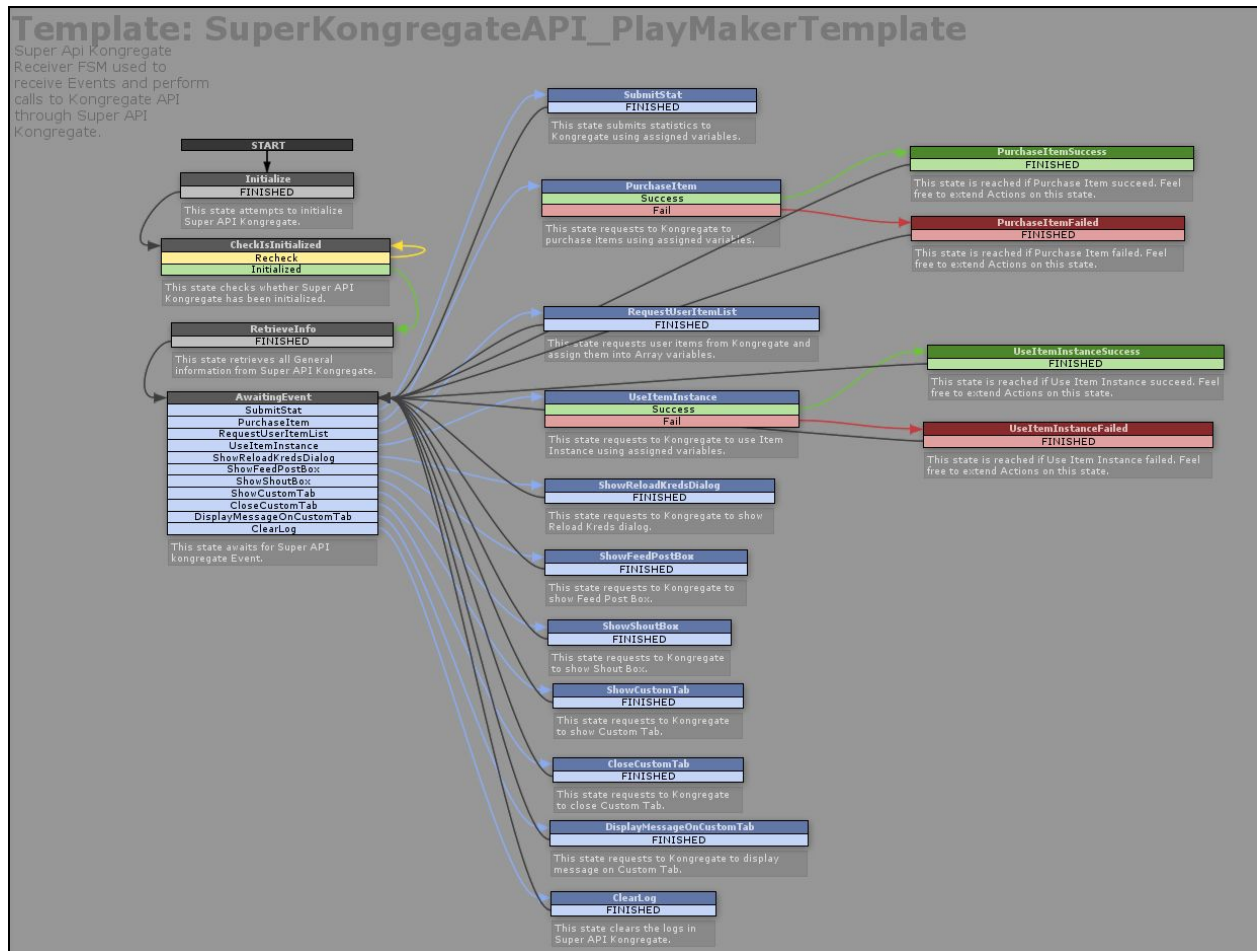 Template: SuperKongregateAPI_PlayMakerTemplate
Super Api Kongregate
Receiver FSM used to
receive Events and perform
calls to Kongregate API
through Super API
Kongregate.
START
Initialize
FINISHED
This state attempts to initialize
Super API Kongregate.
CheckIsInitialized
Recheck
Initialized
This state checks whether Super API
Kongregate has been initialized.
RetrieveInfo
FINISHED
This state retrieves all General
information from Super API Kongregate.
AwaitingEvent
SubmitStat
PurchaseItem
RequestUserItemList
UseItemInstance
ShowReloadKredsDialog
ShowFeedPostBox
ShowShoutBox
ShowCustomTab
CloseCustomTab
DisplayMessageOnCustomTab
ClearLog
This state awaits for Super API
kongregate Event.
SubmitStat
FINISHED
This state submits statistics to
Kongregate using assigned variables.
PurchaseItem
Success
Fail
This state requests to Kongregate to
purchase items using assigned variables.
PurchaseItemSuccess
FINISHED
This state is reached if Purchase Item succeed. Feel
free to extend Actions on this state.
PurchaseItemFailed
FINISHED
This state is reached if Purchase Item failed. Feel
free to extend Actions on this state.
RequestUserItemList
FINISHED
This state requests user items from Kongregate and
assign them into Array variables.
UseItemInstance
Success
Fail
This state requests to Kongregate to use Item
Instance using assigned variables.
UseItemInstanceSuccess
FINISHED
This state is reached if Use Item Instance succeed. Feel
free to extend Actions on this state.
UseItemInstanceFailed
FINISHED
This state is reached if Use Item Instance failed. Feel
free to extend Actions on this state.
ShowReloadKredsDialog
FINISHED
This state requests to Kongregate to show
Reload Kreds dialog.
ShowFeedPostBox
FINISHED
This state requests to Kongregate to
show Feed Post Box.
ShowShoutBox
FINISHED
This state requests to Kongregate
to show Shout Box.
ShowCustomTab
FINISHED
This state requests to Kongregate
to show Custom Tab.
CloseCustomTab
FINISHED
This state requests to Kongregate
to close Custom Tab.
DisplayMessageOnCustomTab
FINISHED
This state requests to Kongregate to display
message on Custom Tab.
ClearLog
FINISHED
This state clears the logs in
Super API Kongregate.